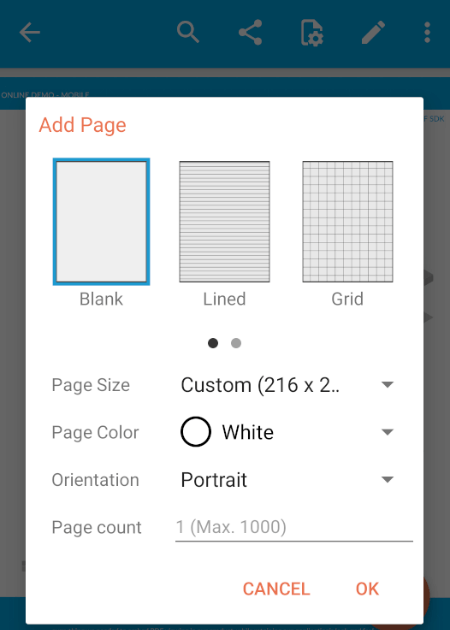 ONLINE DEMO - MOBILE
F SDK
Add Page
Blank
Lined
Grid
Page Size
Custom (216 x 2..
Page Color
White
Orientation
Portrait
Page count
1 (Max. 1000)
CANCEL
OK